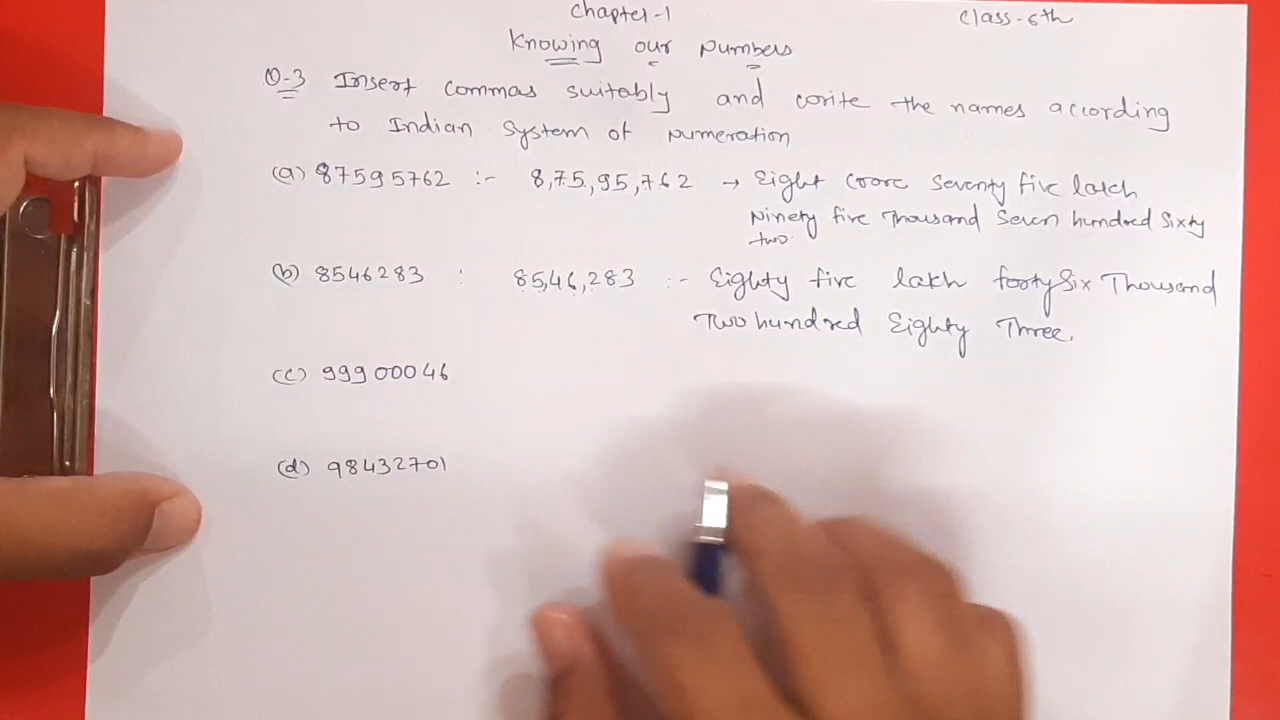 Chapter-1
Class-6th
Knowing our numbers
Q-3 Insert commas suitably and write the names according
to Indian System of numeration
(a) 87595762 :- 8,75,95,762 → Eight crore Seventy five lakh
Ninety five Thousand Seven hundred Sixty
two.
(b) 8546283 : 85,46,283 :- Eighty five lakh footy Six Thousand
Two hundred Eighty Three.
(c) 99900046
(d) 98432701